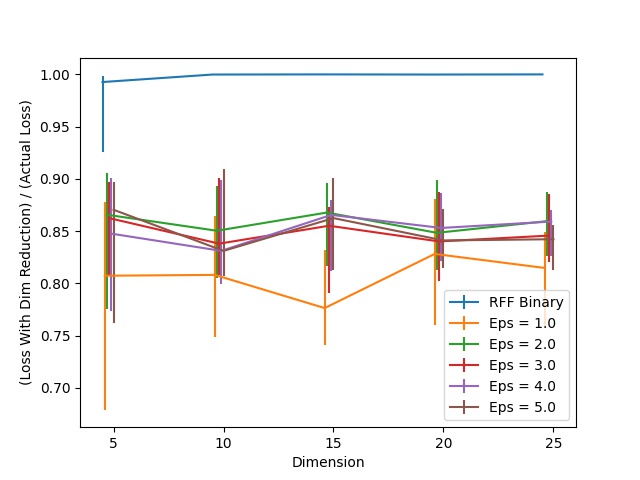 (Loss With Dim Reduction) / (Actual Loss)
1.00
0.95
0.90
0.85
0.80
0.75
0.70
5
10
15
20
25
Dimension
RFF Binary
Eps = 1.0
Eps = 2.0
Eps = 3.0
Eps = 4.0
Eps = 5.0